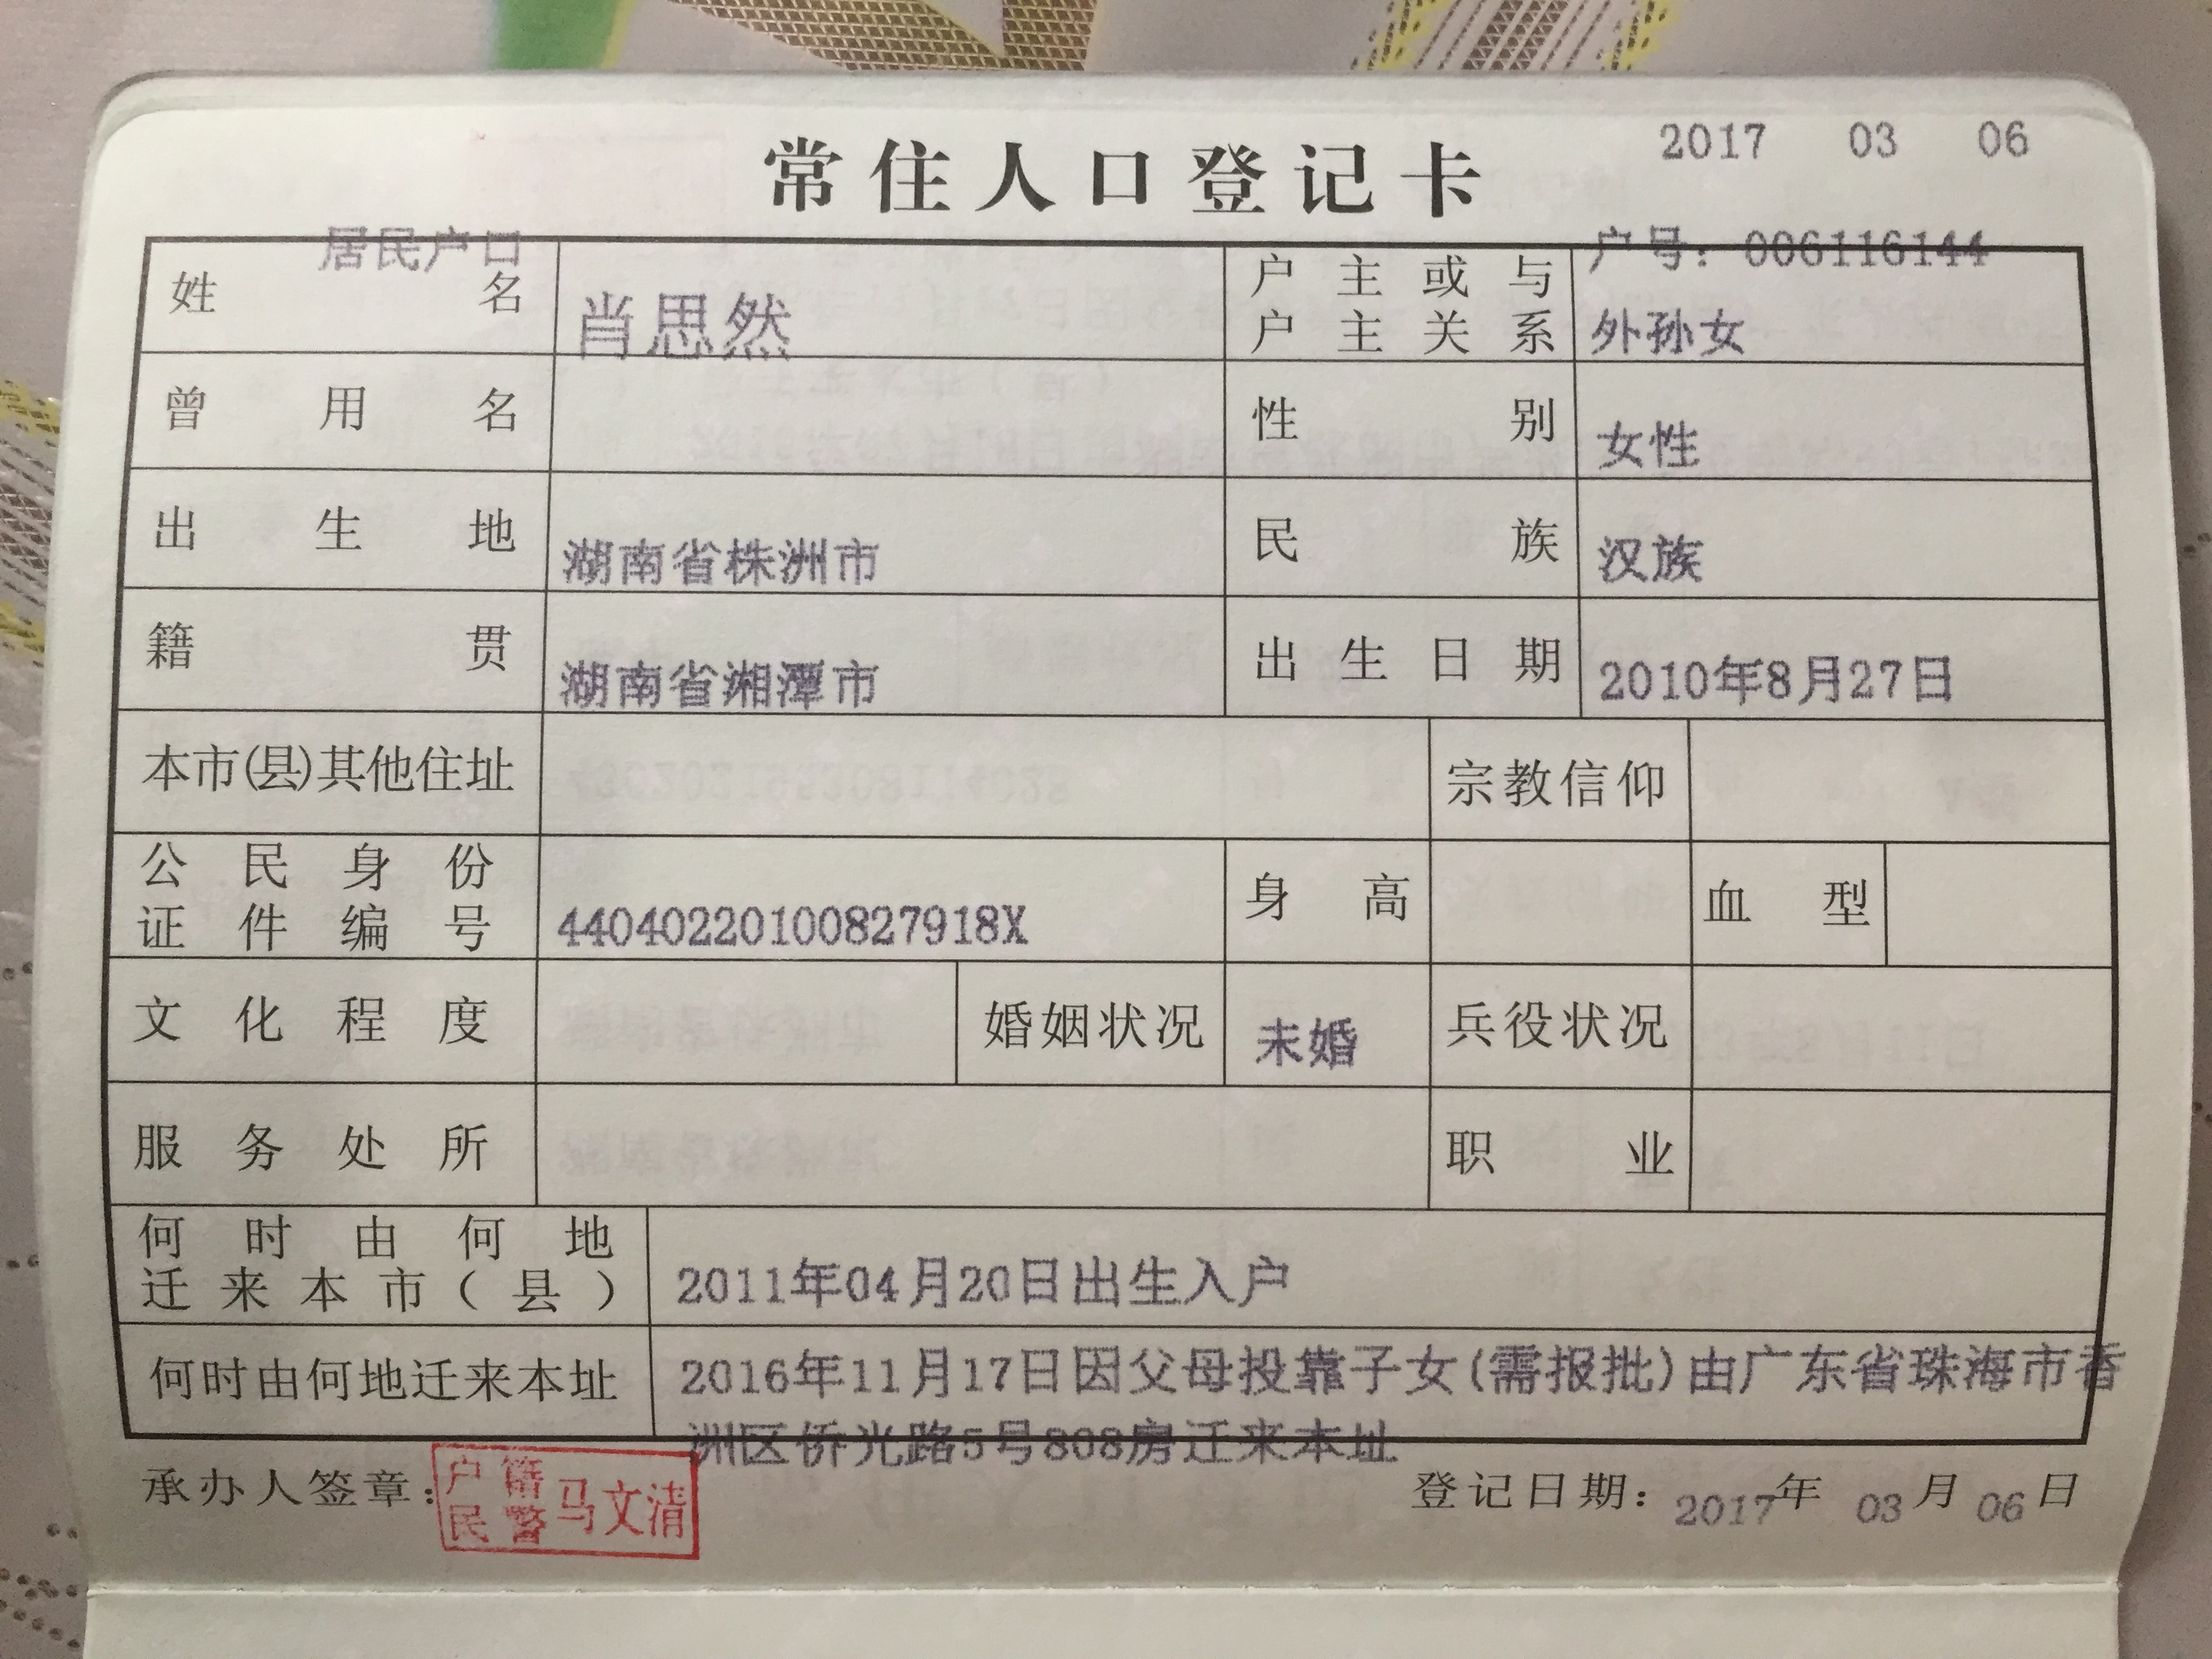 2017 03 06
常住人口登记卡
居民户口 户号：006116144
姓名 肖思然 户主或与户主关系 外孙女
曾用名 性别 女性
出生地 湖南省株洲市 民族 汉族
籍贯 湖南省湘潭市 出生日期 2010年8月27日
本市(县)其他住址 宗教信仰
公民身份证件编号 44040220100827918X 身高 血型
文化程度 婚姻状况 未婚 兵役状况
服务处所 职业
何时由何地迁来本市（县） 2011年04月20日出生入户
何时由何地迁来本址 2016年11月17日因父母投靠子女(需报批)由广东省珠海市香
洲区侨光路5号808房迁来本址
承办人签章： 户籍民警 马文洁 登记日期：2017年03月06日